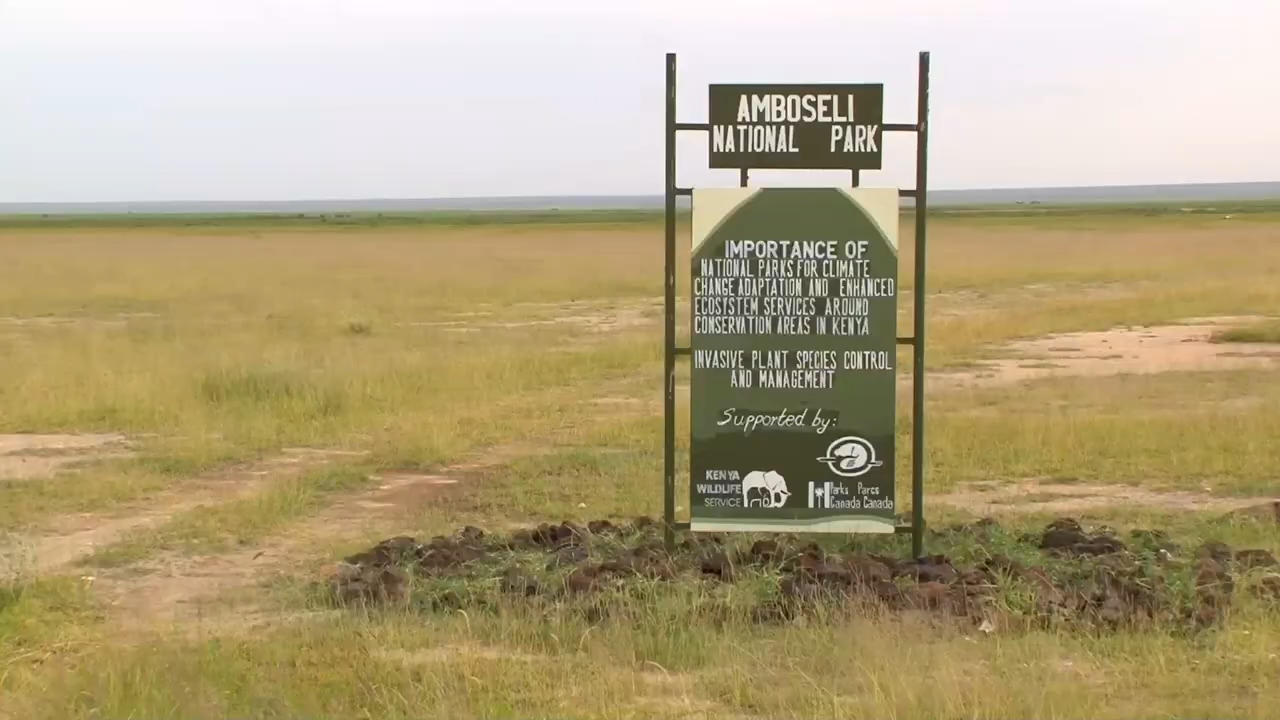 AMBOSELI
NATIONAL PARK
IMPORTANCE OF
NATIONAL PARKS FOR CLIMATE
CHANGE ADAPTATION AND ENHANCED
ECOSYSTEM SERVICES AROUND
CONSERVATION AREAS IN KENYA
INVASIVE PLANT SPECIES CONTROL
AND MANAGEMENT
Supported by:
KENYA
WILDLIFE
SERVICE
Parks Parcs
Canada Canada